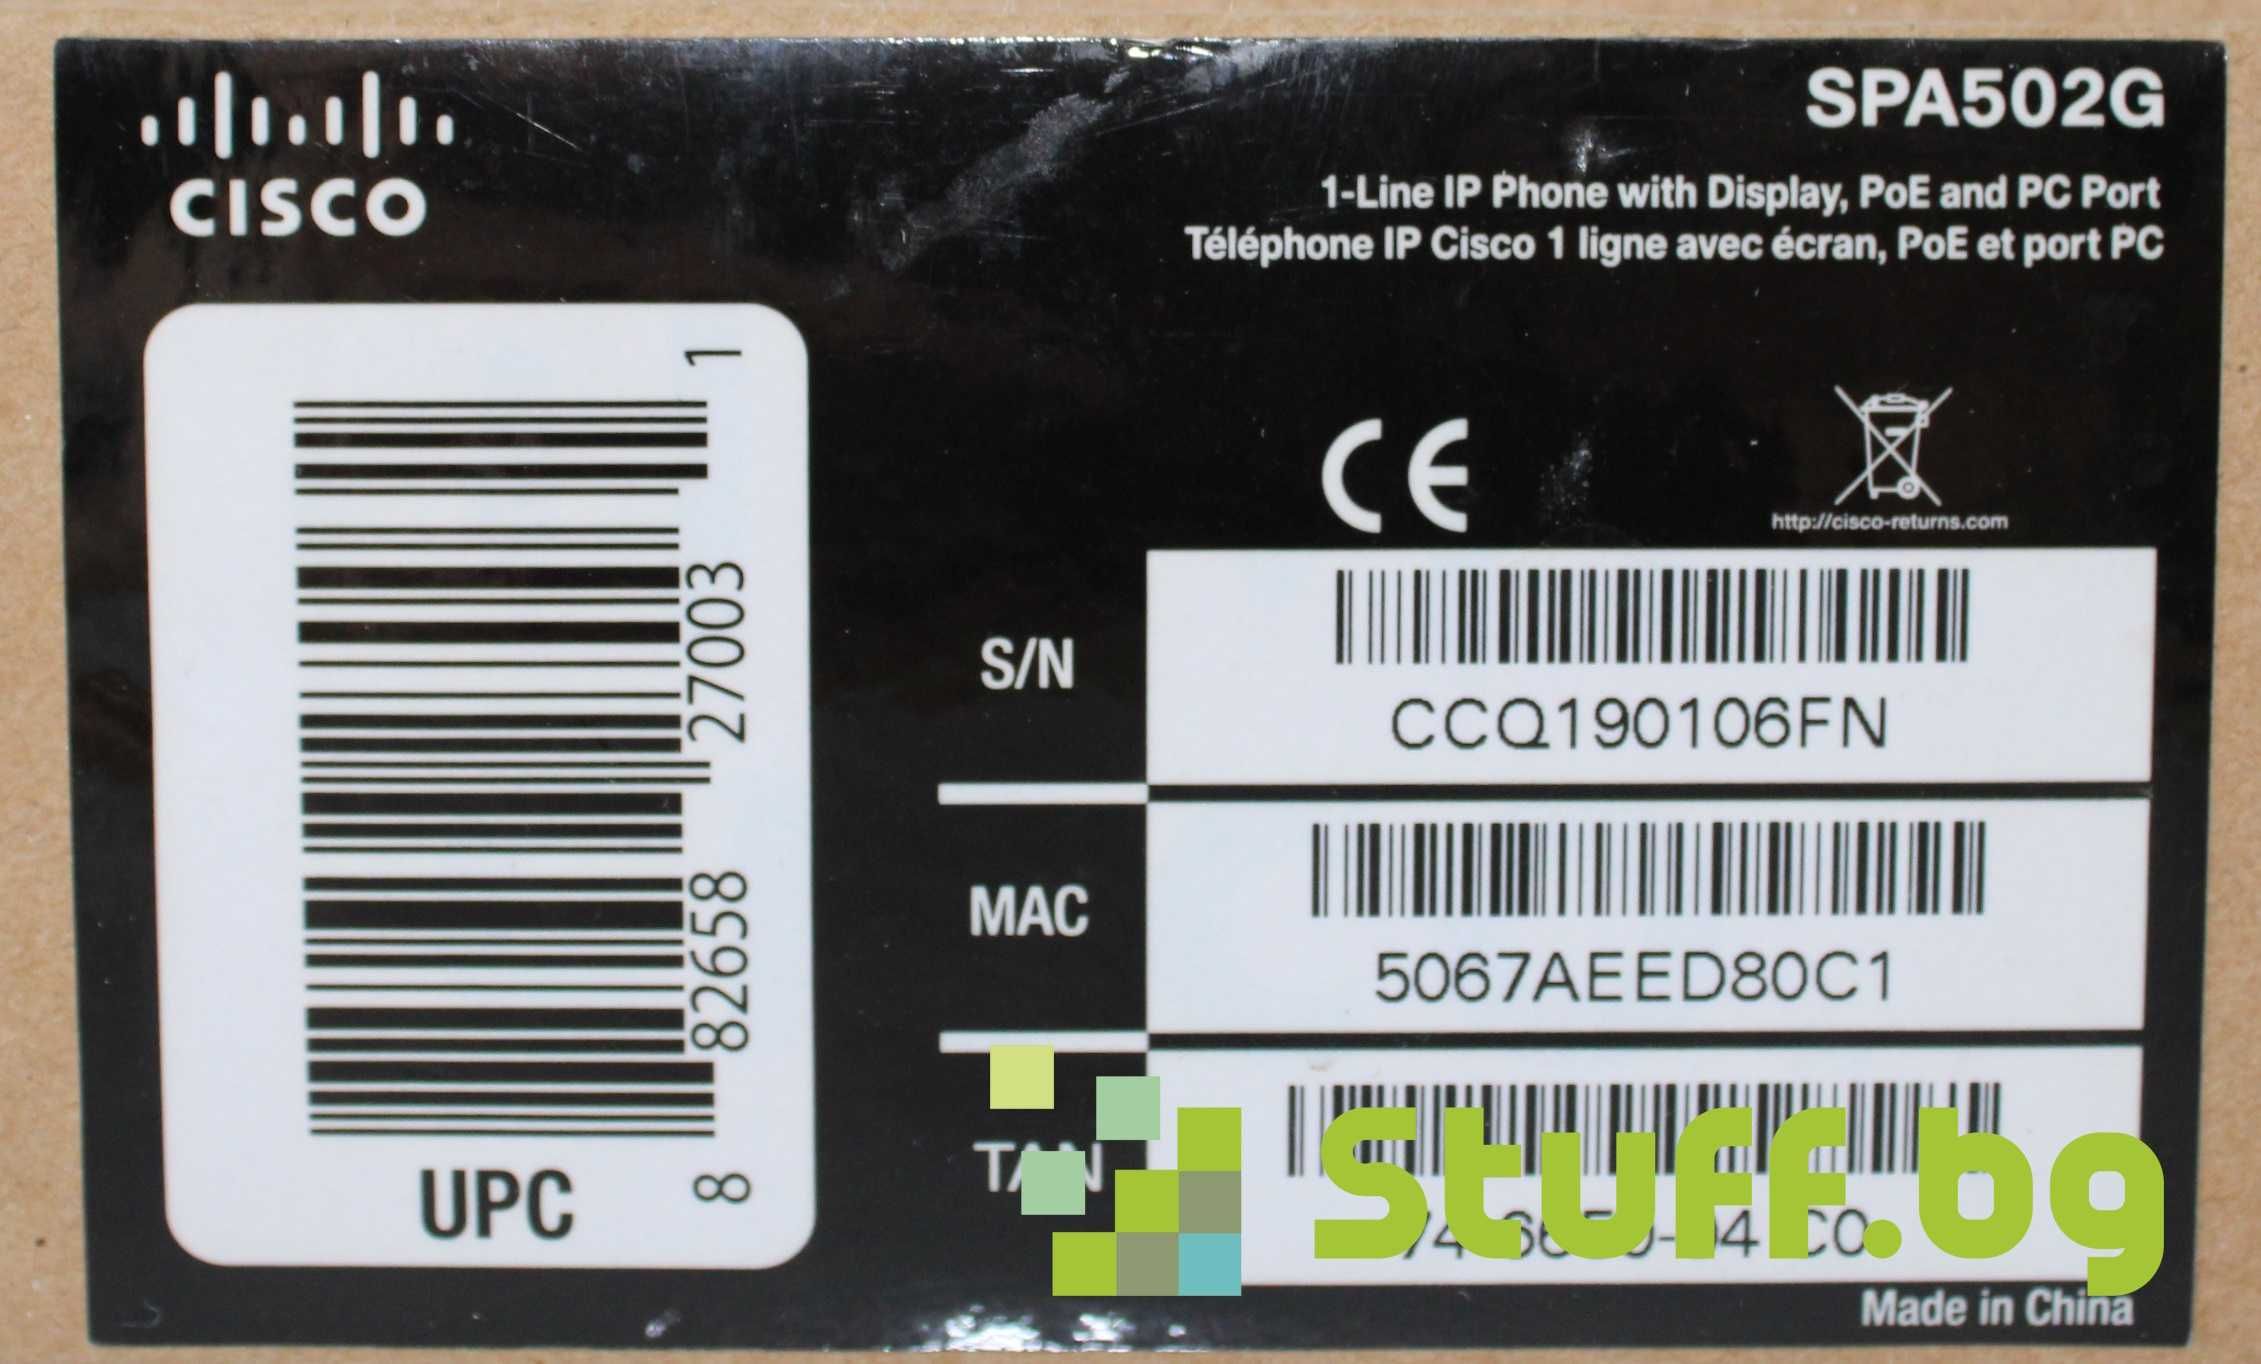 CISCO
SPA502G
1-Line IP Phone with Display, PoE and PC Port
Téléphone IP Cisco 1 ligne avec écran, PoE et port PC
8 82658 27003 1
UPC
http://cisco-returns.com
S/N
CCQ190106FN
MAC
5067AEED80C1
TAN
Stuff.bg
Made in China